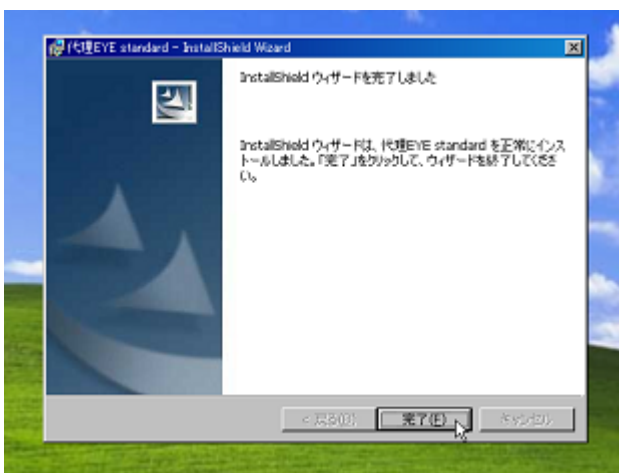 代理EYE standard - InstallShield Wizard
InstallShield ウィザードを完了しました
InstallShield ウィザードは、代理EYE standard を正常にインス
トールしました。「完了」をクリックして、ウィザードを終了してくださ
い。
< 戻る(B)
完了(F)
キャンセル